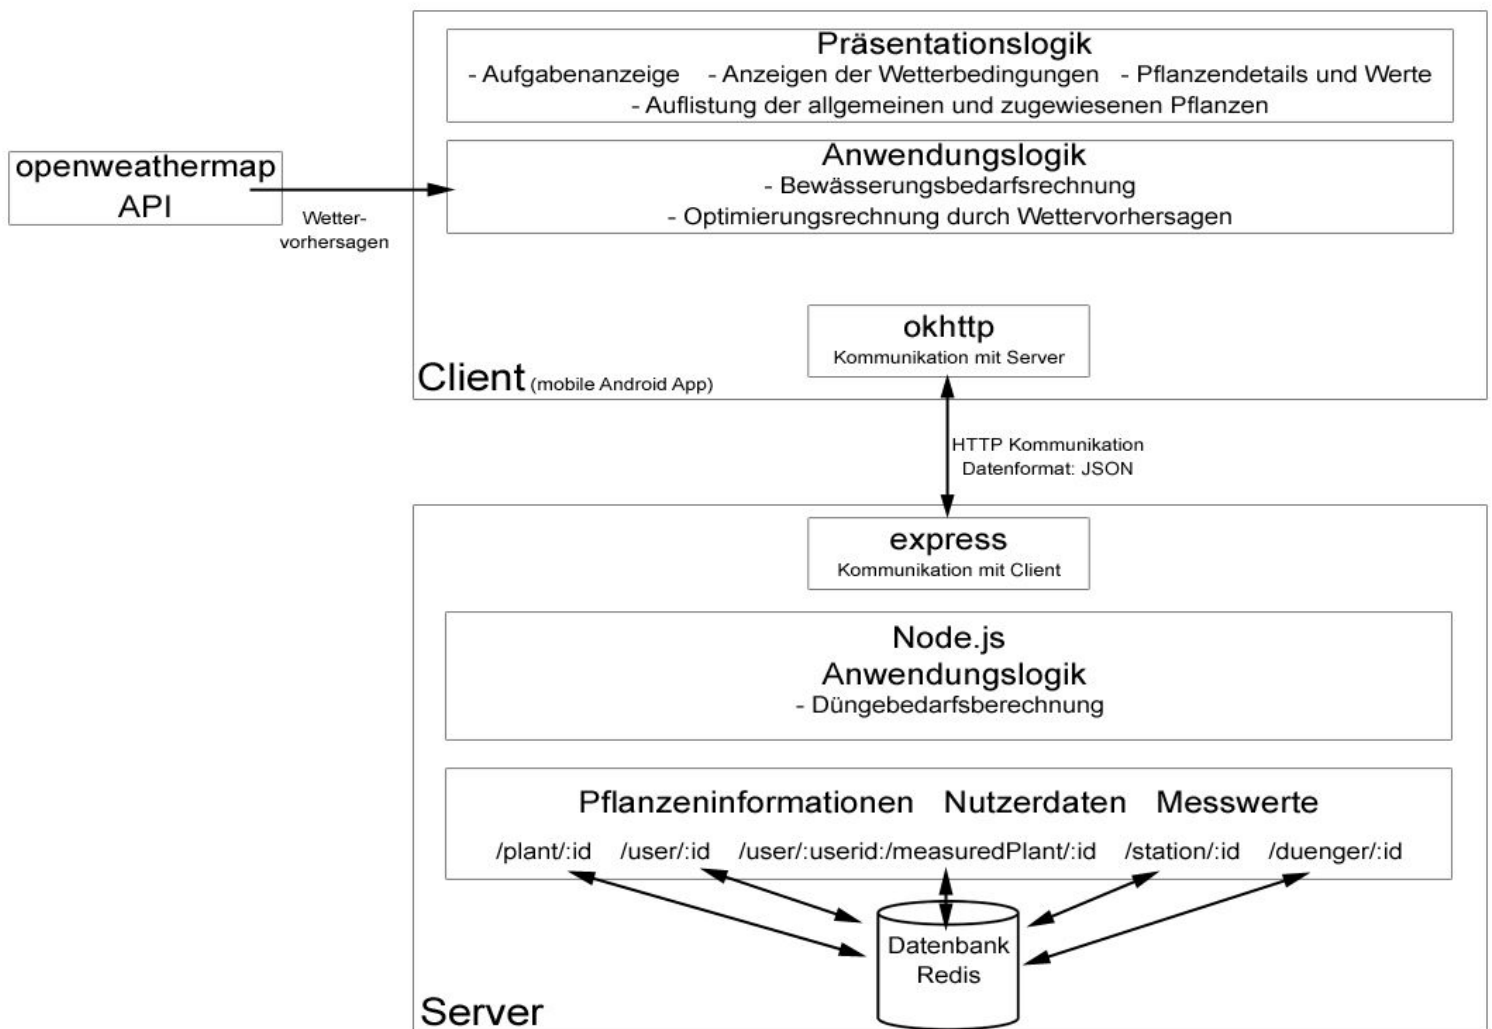 Präsentationslogik
- Aufgabenanzeige - Anzeigen der Wetterbedingungen - Pflanzendetails und Werte
- Auflistung der allgemeinen und zugewiesenen Pflanzen
openweathermap
API
Wetter-
vorhersagen
Anwendungslogik
- Bewässerungsbedarfsrechnung
- Optimierungsrechnung durch Wettervorhersagen
okhttp
Kommunikation mit Server
Client (mobile Android App)
HTTP Kommunikation
Datenformat: JSON
express
Kommunikation mit Client
Node.js
Anwendungslogik
- Düngebedarfsberechnung
Pflanzeninformationen Nutzerdaten Messwerte
/plant/:id /user/:id /user/:userid:/measuredPlant/:id /station/:id /duenger/:id
Datenbank
Redis
Server